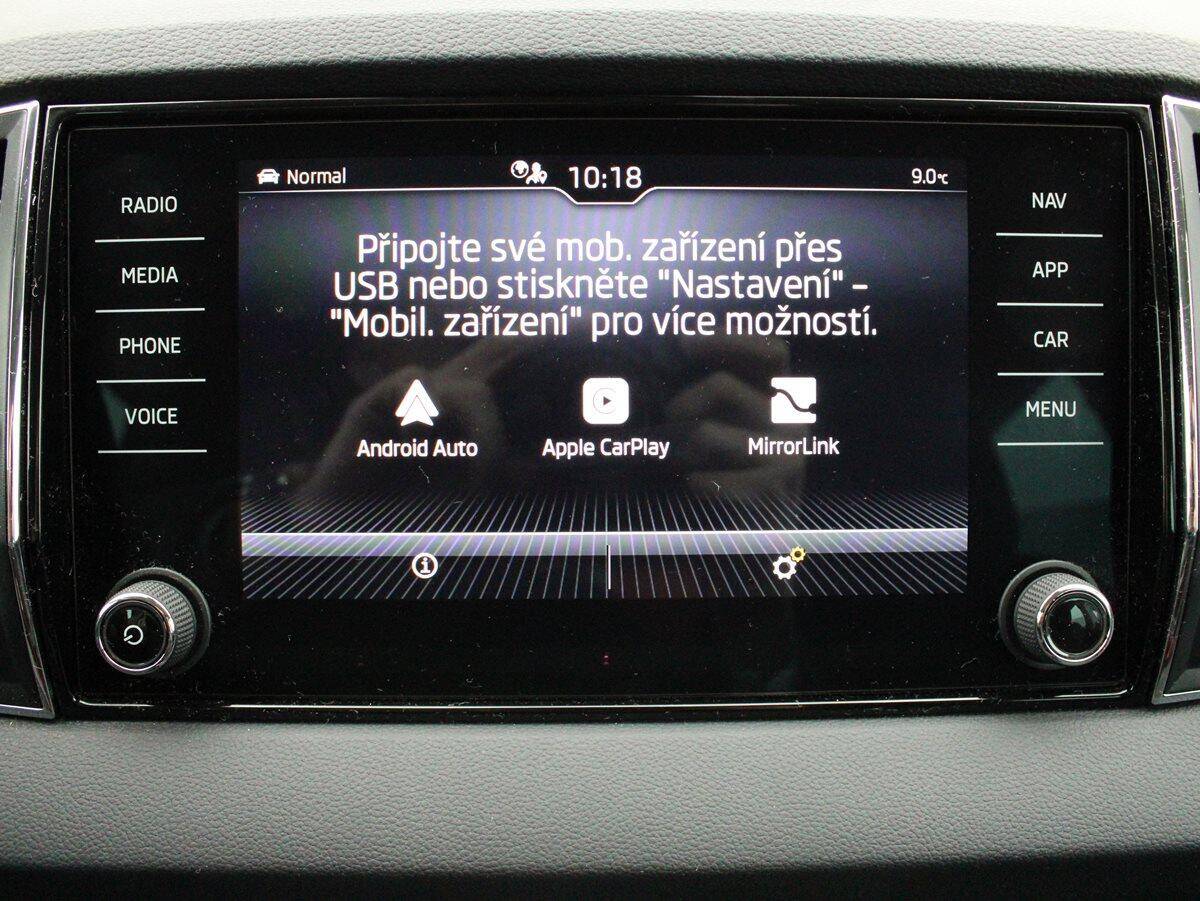 Normal
10:18
9.0°C
RADIO
MEDIA
PHONE
VOICE
Připojte své mob. zařízení přes
USB nebo stiskněte "Nastavení" –
"Mobil. zařízení" pro více možností.
Android Auto
Apple CarPlay
MirrorLink
NAV
APP
CAR
MENU